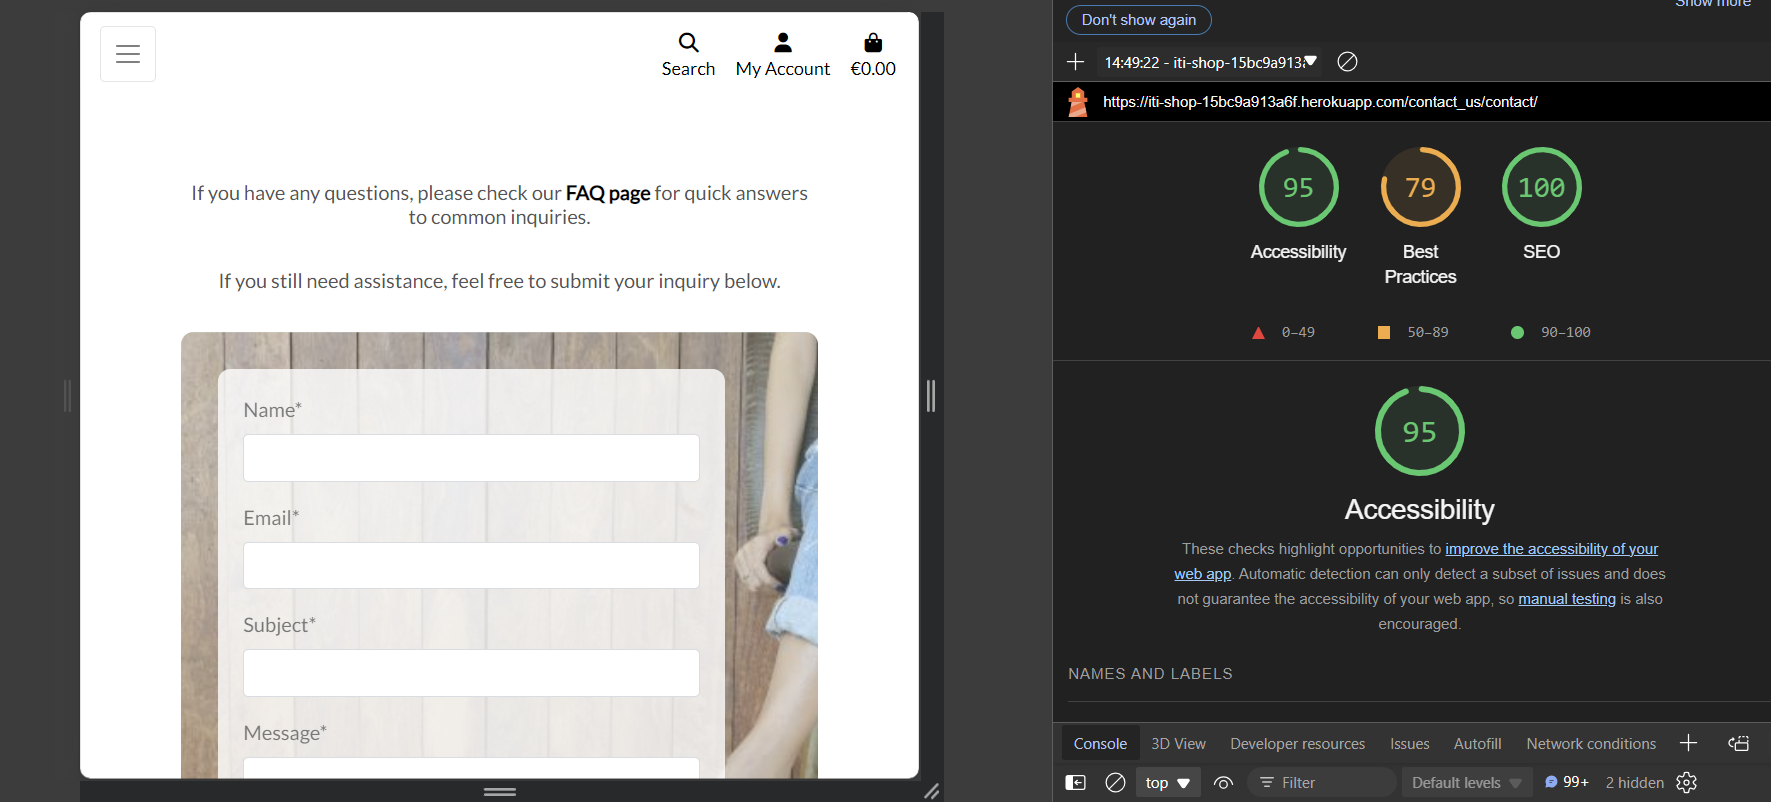 Search
My Account
€0.00
If you have any questions, please check our FAQ page for quick answers
to common inquiries.
If you still need assistance, feel free to submit your inquiry below.
Name*
Email*
Subject*
Message*
Show more
Don't show again
14:49:22 - iti-shop-15bc9a913a
https://iti-shop-15bc9a913a6f.herokuapp.com/contact_us/contact/
95
79
100
Accessibility
Best
Practices
SEO
0–49
50–89
90–100
95
Accessibility
These checks highlight opportunities to improve the accessibility of your
web app. Automatic detection can only detect a subset of issues and does
not guarantee the accessibility of your web app, so manual testing is also
encouraged.
NAMES AND LABELS
Console
3D View
Developer resources
Issues
Autofill
Network conditions
top
Filter
Default levels
99+
2 hidden